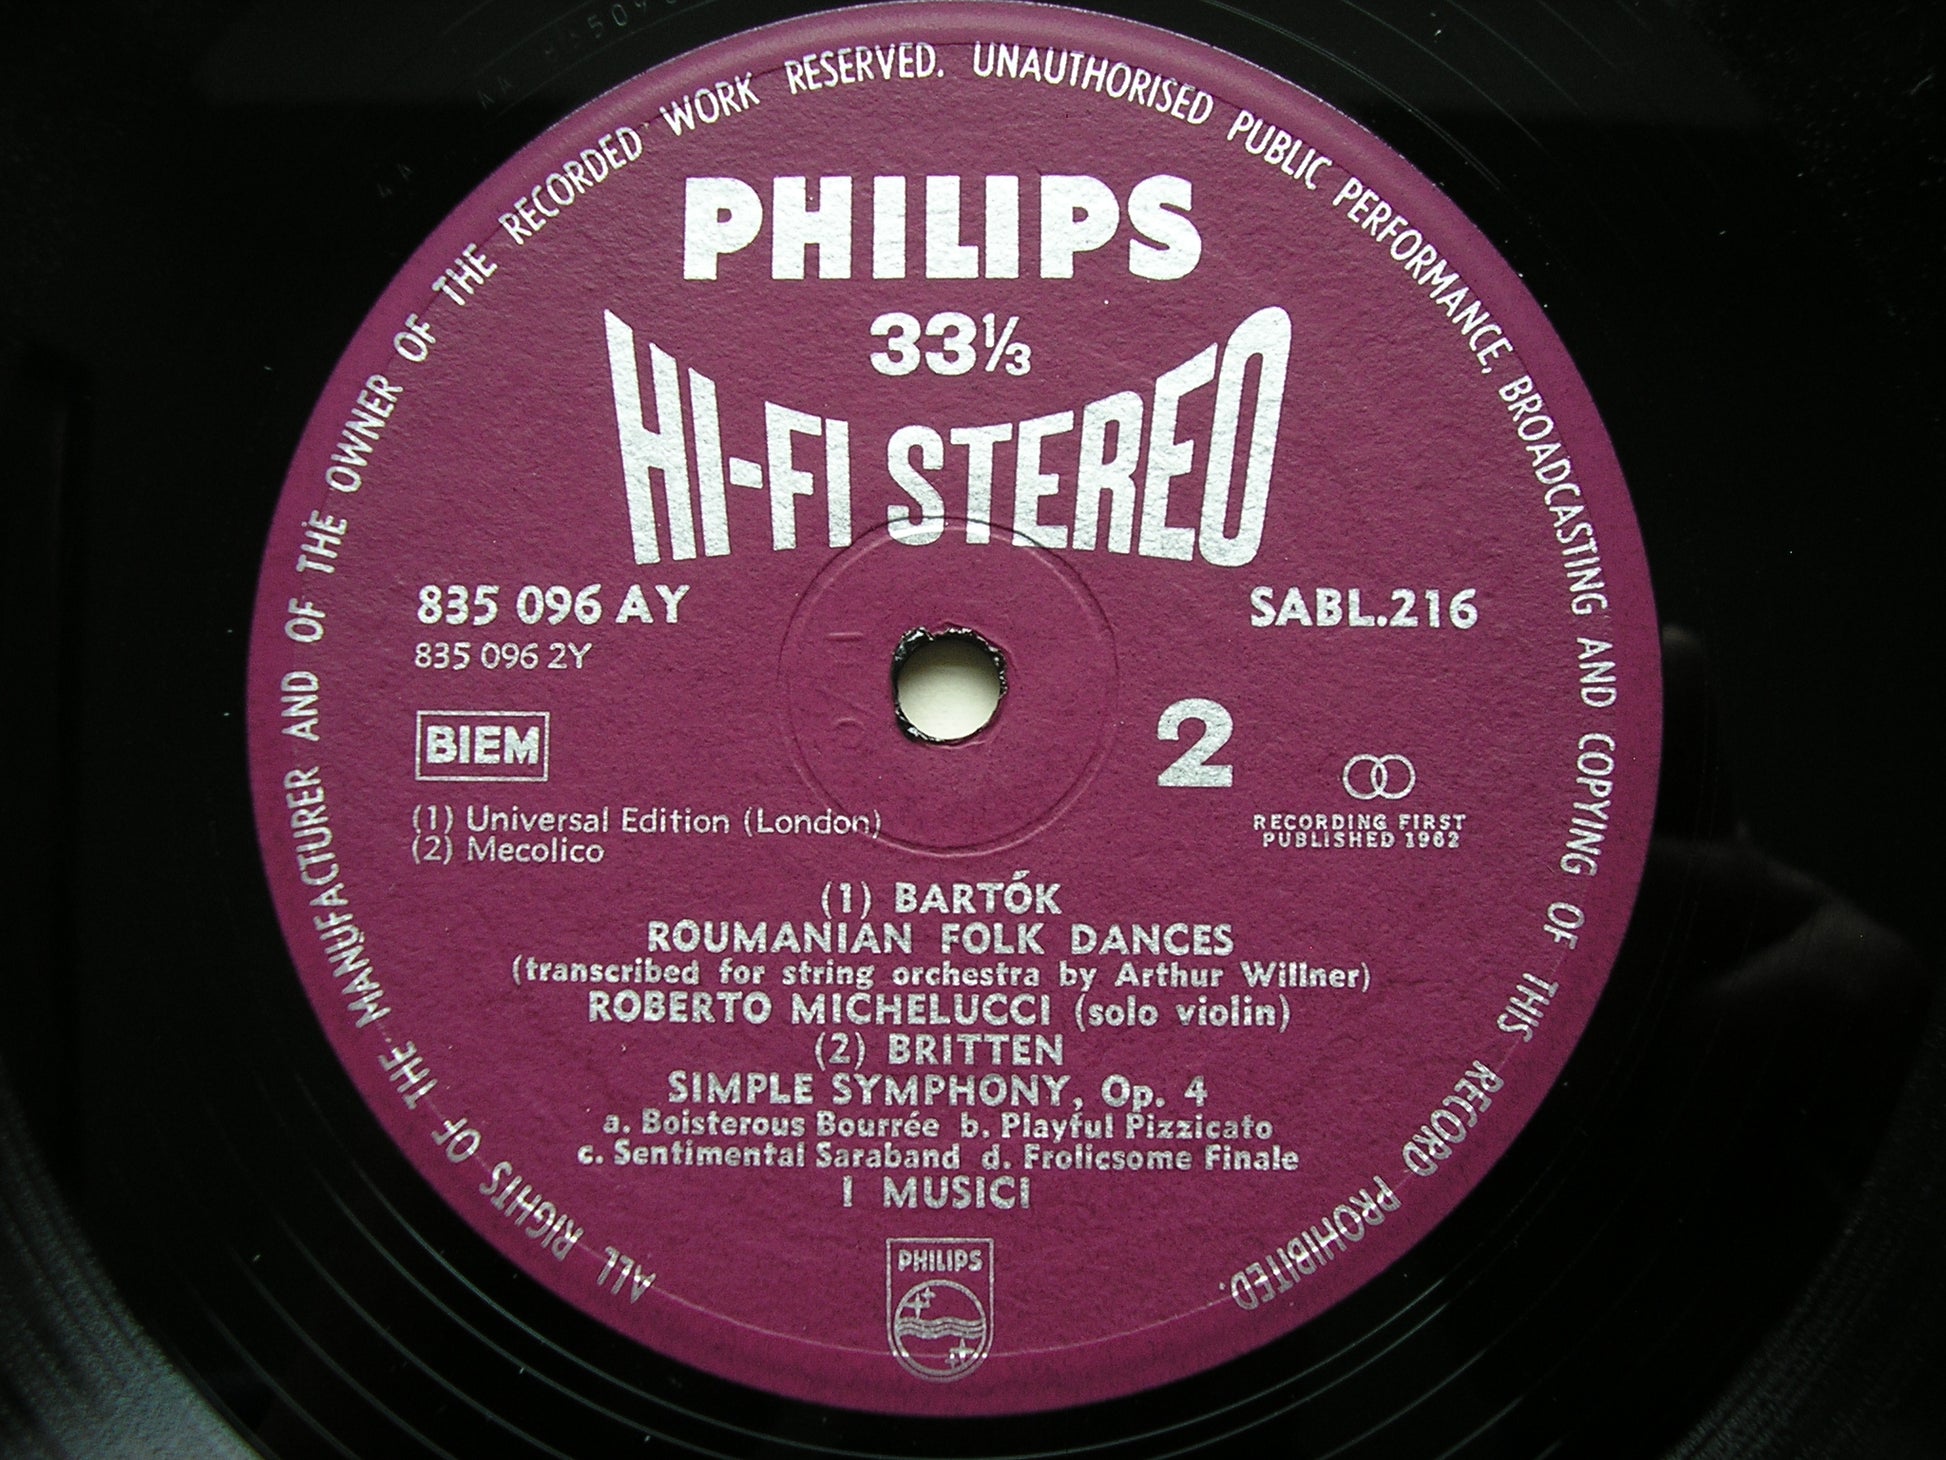 ALL RIGHTS OF THE MANUFACTURER AND OF THE OWNER OF THE RECORDED WORK RESERVED. UNAUTHORISED PUBLIC PERFORMANCE, BROADCASTING AND COPYING OF THIS RECORD PROHIBITED.
PHILIPS
33⅓
HI-FI STEREO
835 096 AY
SABL.216
835 096 2Y
BIEM
2
(1) Universal Edition (London)
(2) Mecolico
RECORDING FIRST
PUBLISHED 1962
(1) BARTÓK
ROUMANIAN FOLK DANCES
(transcribed for string orchestra by Arthur Willner)
ROBERTO MICHELUCCI (solo violin)
(2) BRITTEN
SIMPLE SYMPHONY, Op. 4
a. Boisterous Bourrée b. Playful Pizzicato
c. Sentimental Saraband d. Frolicsome Finale
I MUSICI
PHILIPS